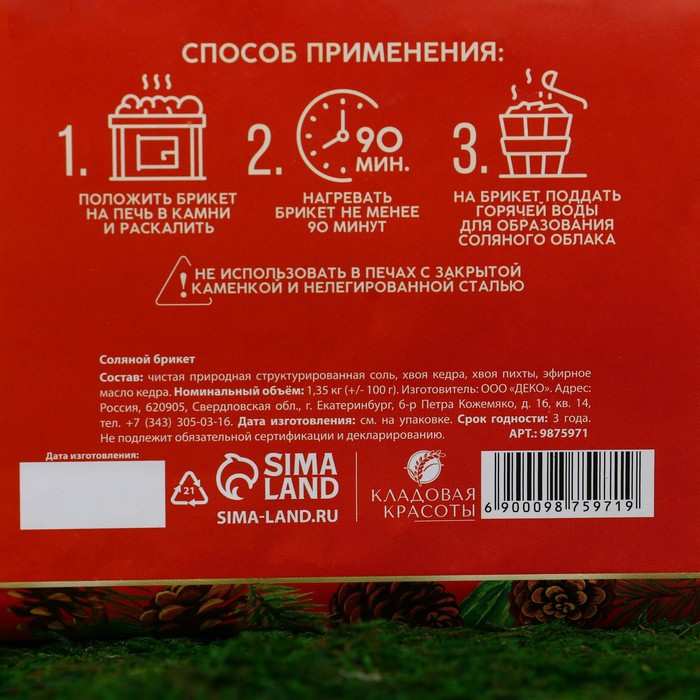 СПОСОБ ПРИМЕНЕНИЯ:
1.
ПОЛОЖИТЬ БРИКЕТ
НА ПЕЧЬ В КАМНИ
И РАСКАЛИТЬ
2.
90
МИН.
НАГРЕВАТЬ
БРИКЕТ НЕ МЕНЕЕ
90 МИНУТ
3.
НА БРИКЕТ ПОДДАТЬ
ГОРЯЧЕЙ ВОДЫ
ДЛЯ ОБРАЗОВАНИЯ
СОЛЯНОГО ОБЛАКА
! НЕ ИСПОЛЬЗОВАТЬ В ПЕЧАХ С ЗАКРЫТОЙ
КАМЕНКОЙ И НЕЛЕГИРОВАННОЙ СТАЛЬЮ
Соляной брикет
Состав: чистая природная структурированная соль, хвоя кедра, хвоя пихты, эфирное
масло кедра. Номинальный объём: 1,35 кг (+/- 100 г). Изготовитель: ООО «ДЕКО». Адрес:
Россия, 620905, Свердловская обл., г. Екатеринбург, б-р Петра Кожемяко, д. 16, кв. 14,
тел. +7 (343) 305-03-16. Дата изготовления: см. на упаковке. Срок годности: 3 года.
Не подлежит обязательной сертификации и декларированию. АРТ.: 9875971
Дата изготовления:
21
SIMA
LAND
SIMA-LAND.RU
КЛАДОВАЯ
КРАСОТЫ
6 900098 759719